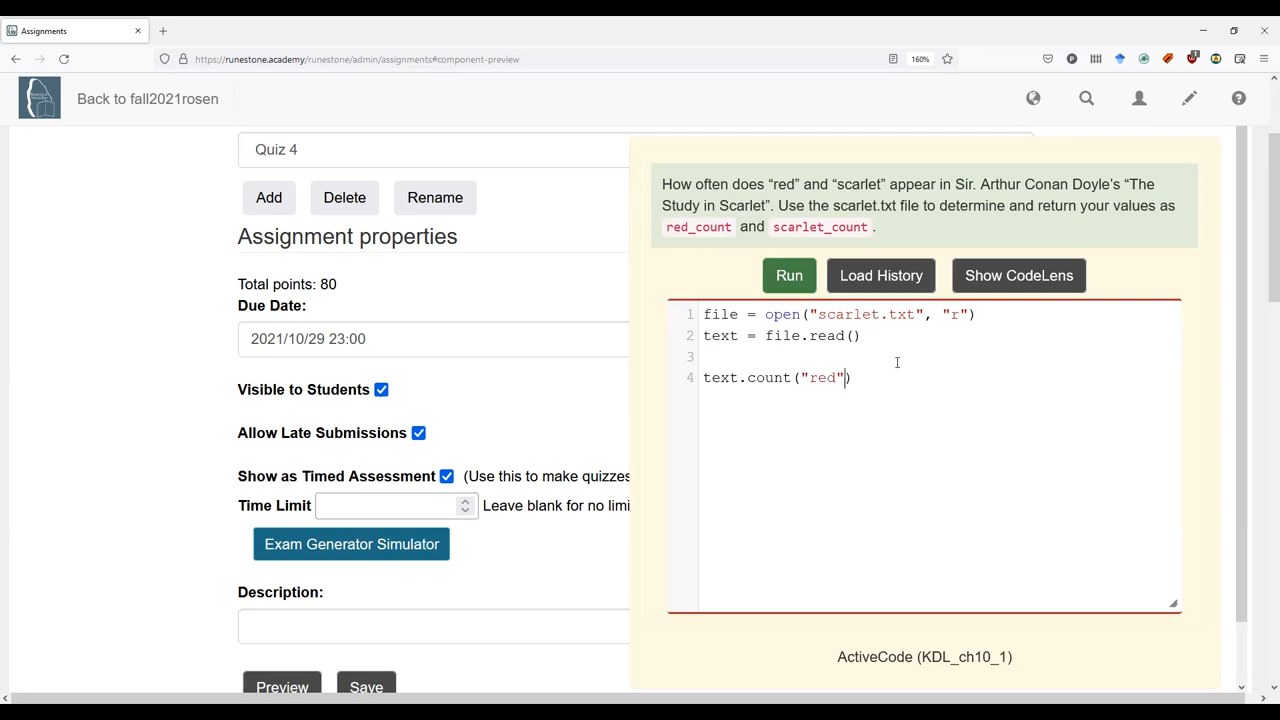 Assignments
https://runestone.academy/runestone/admin/assignments#component-preview
160%
Back to fall2021rosen
Quiz 4
Add Delete Rename
Assignment properties
Total points: 80
Due Date:
2021/10/29 23:00
Visible to Students
Allow Late Submissions
Show as Timed Assessment (Use this to make quizzes
Time Limit Leave blank for no limi
Exam Generator Simulator
Description:
Preview Save
How often does “red” and “scarlet” appear in Sir. Arthur Conan Doyle’s “The
Study in Scarlet”. Use the scarlet.txt file to determine and return your values as
red_count and scarlet_count.
Run Load History Show CodeLens
1 file = open("scarlet.txt", "r")
2 text = file.read()
3
4 text.count("red")
ActiveCode (KDL_ch10_1)